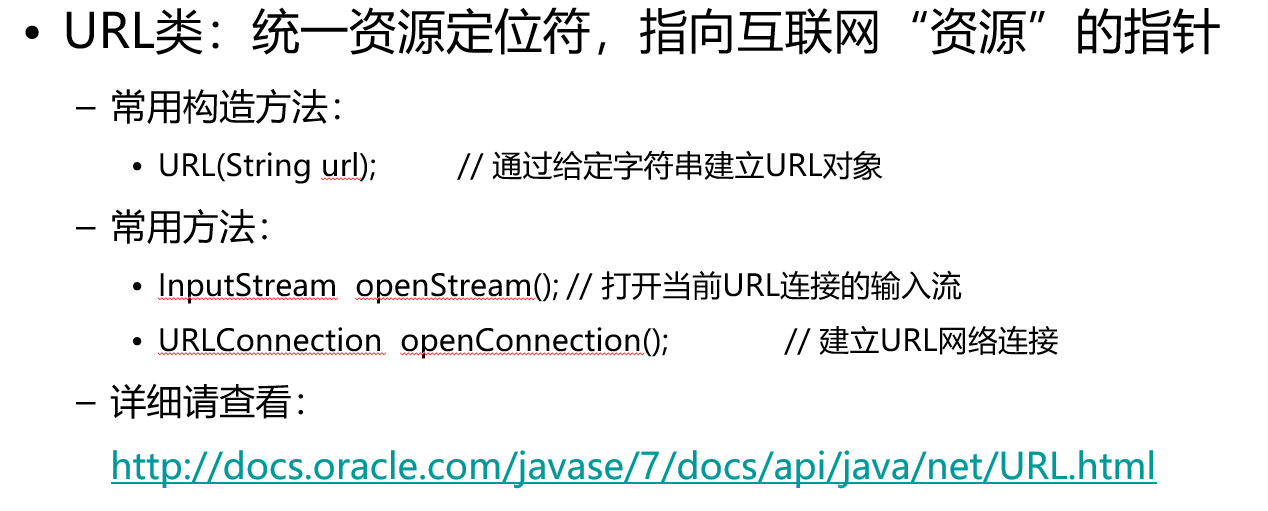 • URL类：统一资源定位符，指向互联网“资源”的指针
– 常用构造方法：
• URL(String url); // 通过给定字符串建立URL对象
– 常用方法：
• InputStream openStream(); // 打开当前URL连接的输入流
• URLConnection openConnection(); // 建立URL网络连接
– 详细请查看：
http://docs.oracle.com/javase/7/docs/api/java/net/URL.html